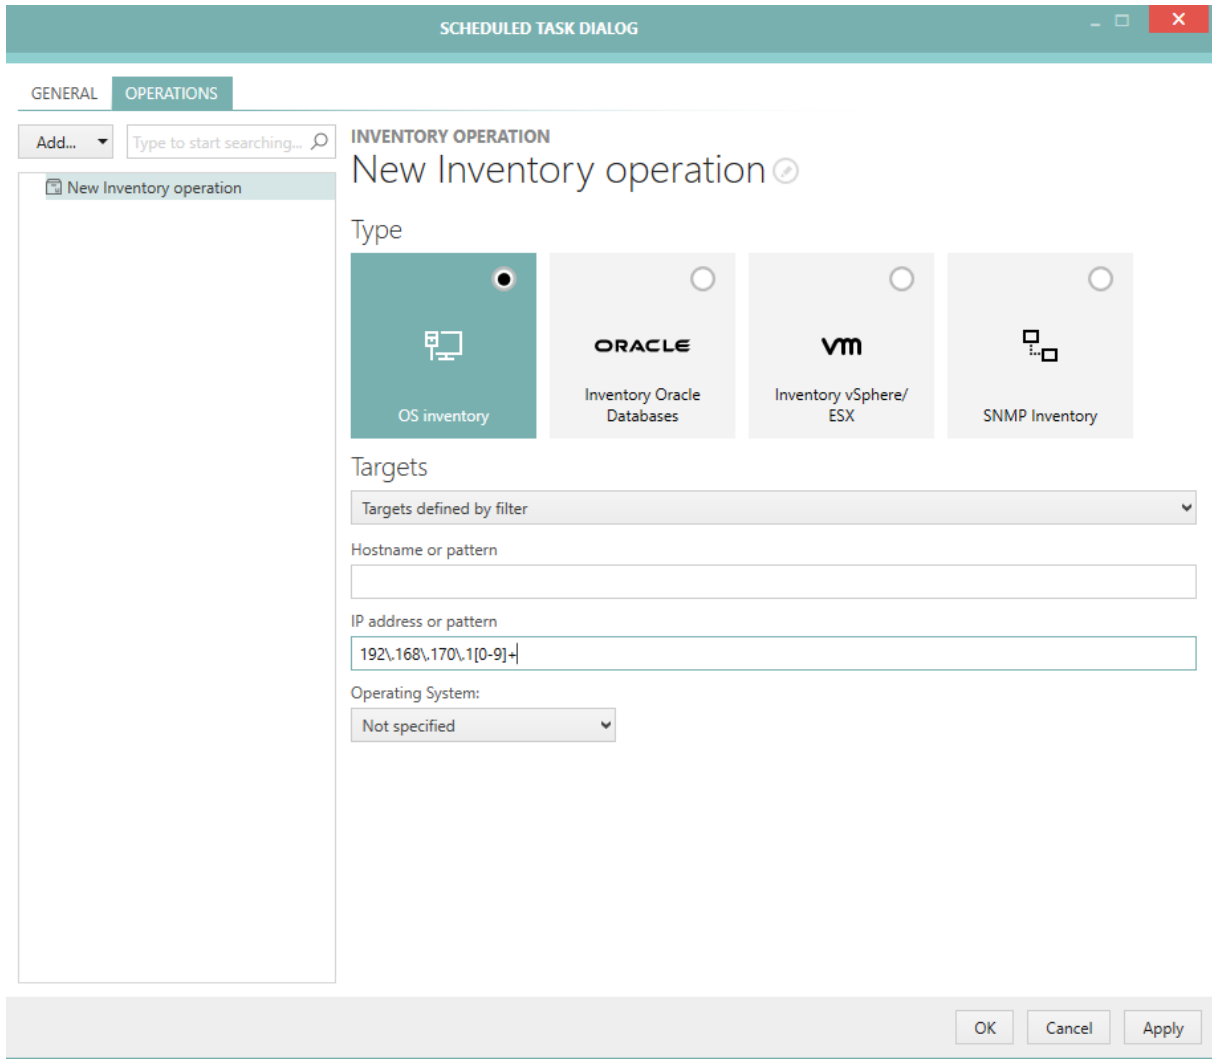 SCHEDULED TASK DIALOG
GENERAL
OPERATIONS
Add...
Type to start searching...
New Inventory operation
INVENTORY OPERATION
New Inventory operation
Type
OS inventory
ORACLE
Inventory Oracle
Databases
vm
Inventory vSphere/
ESX
SNMP Inventory
Targets
Targets defined by filter
Hostname or pattern
IP address or pattern
192\.168\.170\.1[0-9]+
Operating System:
Not specified
OK
Cancel
Apply